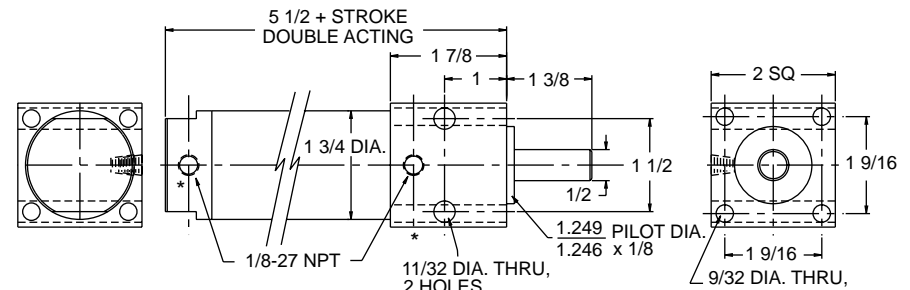 5 1/2 + STROKE
DOUBLE ACTING
1 7/8
1
1 3/8
2 SQ
1 3/4 DIA.
1 1/2
1/2
1 9/16
*
*
1/8-27 NPT
11/32 DIA. THRU,
2 HOLES
1.249
1.246
PILOT DIA.
x 1/8
1 9/16
9/32 DIA. THRU,